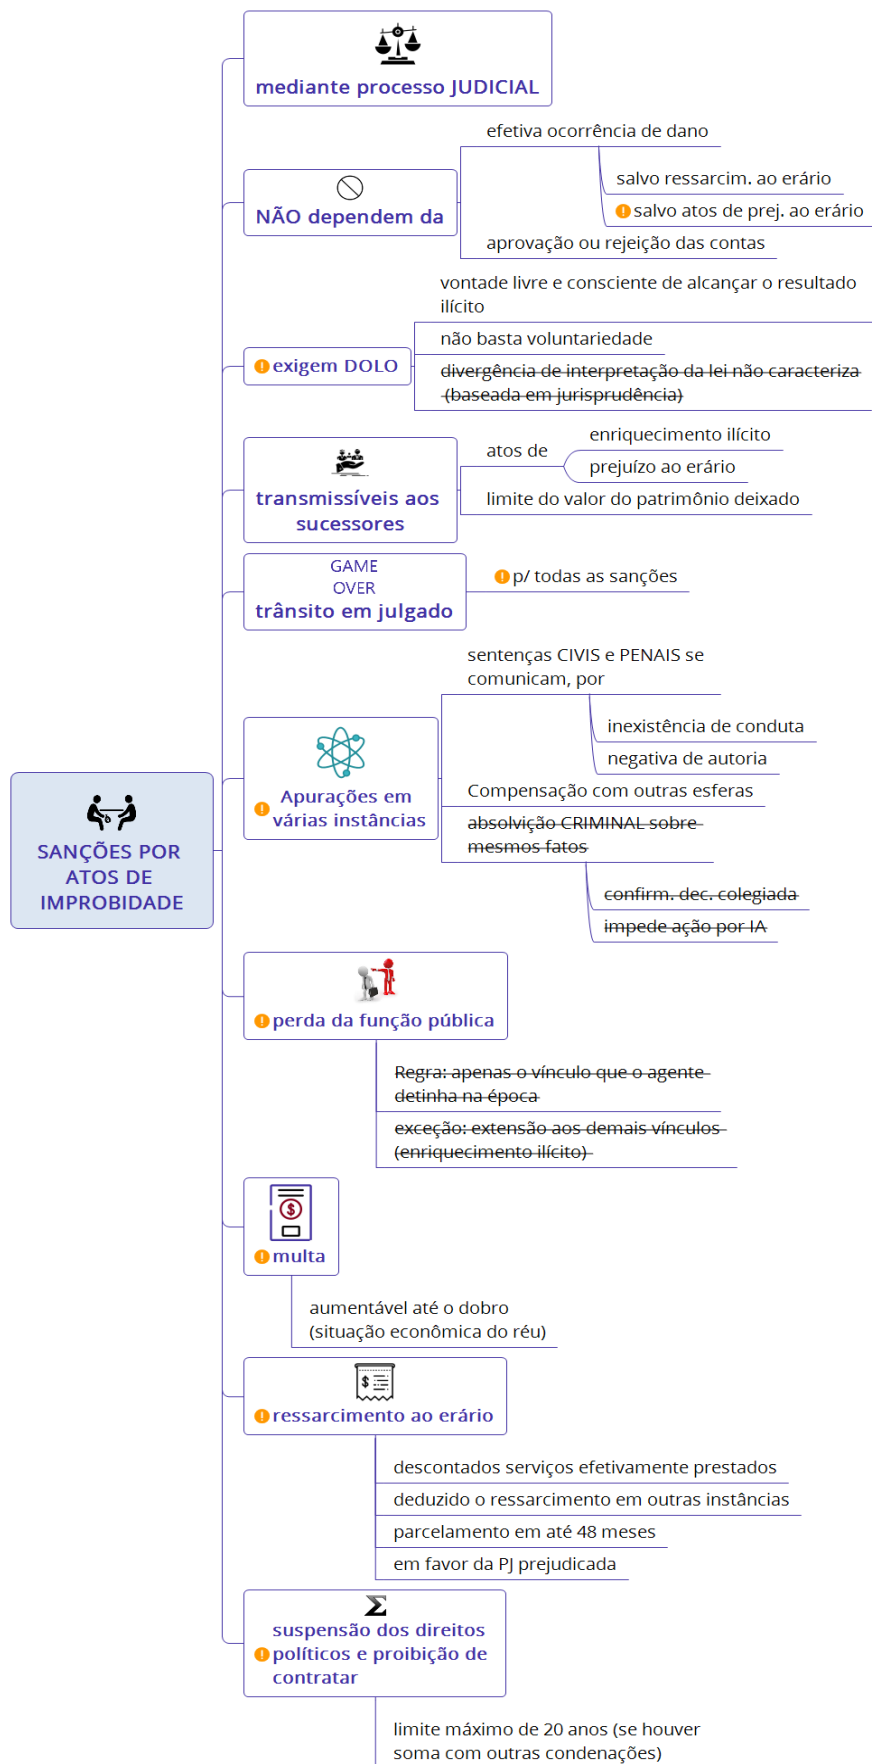 mediante processo JUDICIAL
efetiva ocorrência de dano
salvo ressarcim. ao erário
salvo atos de prej. ao erário
NÃO dependem da
aprovação ou rejeição das contas
vontade livre e consciente de alcançar o resultado
ilícito
não basta voluntariedade
exigem DOLO
divergência de interpretação da lei não caracteriza
(baseada em jurisprudência)
enriquecimento ilícito
atos de
prejuízo ao erário
transmissíveis aos
sucessores
limite do valor do patrimônio deixado
GAME
OVER
trânsito em julgado
p/ todas as sanções
sentenças CIVIS e PENAIS se
comunicam, por
inexistência de conduta
negativa de autoria
Apurações em
várias instâncias
Compensação com outras esferas
absolvição CRIMINAL sobre
mesmos fatos
confirm. dec. colegiada
impede ação por IA
SANÇÕES POR
ATOS DE
IMPROBIDADE
perda da função pública
Regra: apenas o vínculo que o agente
detinha na época
exceção: extensão aos demais vínculos
(enriquecimento ilícito)
multa
aumentável até o dobro
(situação econômica do réu)
ressarcimento ao erário
descontados serviços efetivamente prestados
deduzido o ressarcimento em outras instâncias
parcelamento em até 48 meses
em favor da PJ prejudicada
suspensão dos direitos
políticos e proibição de
contratar
limite máximo de 20 anos (se houver
soma com outras condenações)